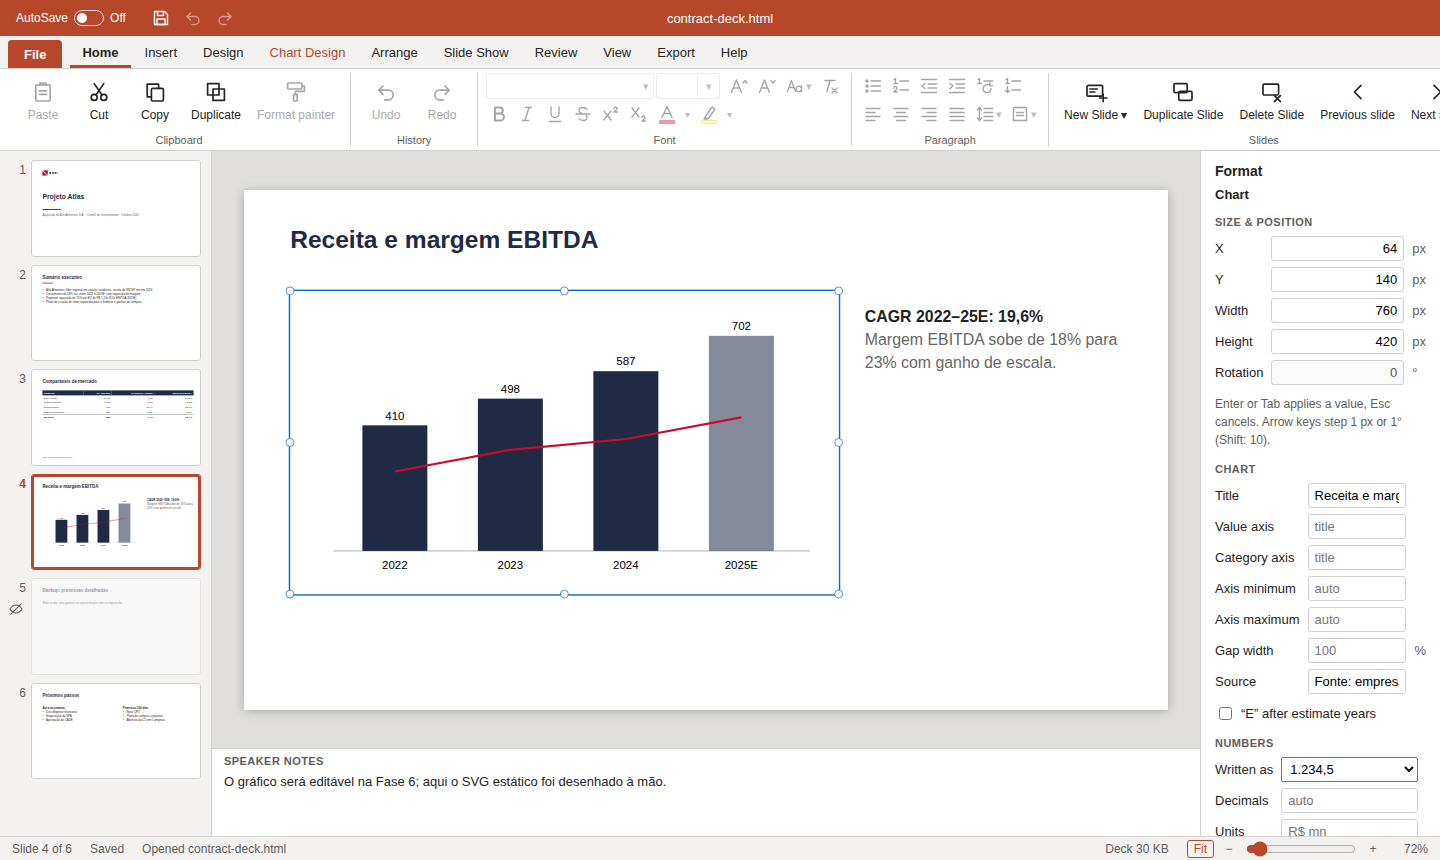 AutoSave Off contract-deck.html
File Home Insert Design Chart Design Arrange Slide Show Review View Export Help
Paste Cut Copy Duplicate Format painter Undo Redo New Slide Duplicate Slide Delete Slide Previous slide Next
Clipboard History Font Paragraph Slides
1
Projeto Atlas
2
Sumário executivo
3
Comparáveis de mercado
4
Receita e margem EBITDA
5
Backup: premissas detalhadas
6
Próximos passos
Receita e margem EBITDA
410
498
587
702
2022
2023
2024
2025E
CAGR 2022–25E: 19,6%
Margem EBITDA sobe de 18% para
23% com ganho de escala.
SPEAKER NOTES
O gráfico será editável na Fase 6; aqui o SVG estático foi desenhado à mão.
Format
Chart
SIZE & POSITION
X 64 px
Y 140 px
Width 760 px
Height 420 px
Rotation 0 °
Enter or Tab applies a value, Esc
cancels. Arrow keys step 1 px or 1°
(Shift: 10).
CHART
Title Receita e marg
Value axis title
Category axis title
Axis minimum auto
Axis maximum auto
Gap width 100 %
Source Fonte: empres
“E” after estimate years
NUMBERS
Written as 1.234,5
Decimals auto
Units R$ mn
Slide 4 of 6 Saved Opened contract-deck.html Deck 30 KB Fit − + 72%